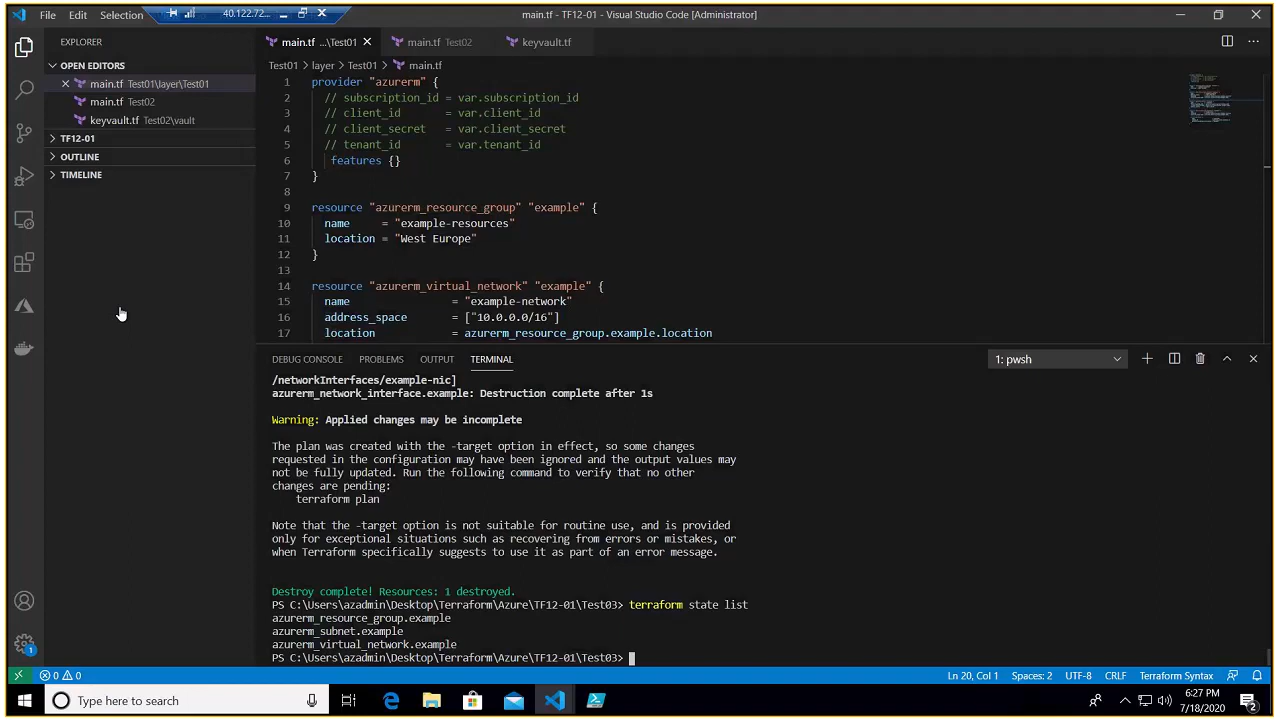 File Edit Selection
40.122.72...
main.tf - TF12-01 - Visual Studio Code [Administrator]
EXPLORER
OPEN EDITORS
main.tf Test01\layer\Test01
main.tf Test02
keyvault.tf Test02\vault
TF12-01
OUTLINE
TIMELINE
main.tf ...\Test01
main.tf Test02
keyvault.tf
Test01 > layer > Test01 > main.tf
1 provider "azurerm" {
2 // subscription_id = var.subscription_id
3 // client_id = var.client_id
4 // client_secret = var.client_secret
5 // tenant_id = var.tenant_id
6 features {}
7 }
8
9 resource "azurerm_resource_group" "example" {
10 name = "example-resources"
11 location = "West Europe"
12 }
13
14 resource "azurerm_virtual_network" "example" {
15 name = "example-network"
16 address_space = ["10.0.0.0/16"]
17 location = azurerm_resource_group.example.location
DEBUG CONSOLE PROBLEMS OUTPUT TERMINAL
1: pwsh
/networkInterfaces/example-nic]
azurerm_network_interface.example: Destruction complete after 1s
Warning: Applied changes may be incomplete
The plan was created with the -target option in effect, so some changes
requested in the configuration may have been ignored and the output values may
not be fully updated. Run the following command to verify that no other
changes are pending:
terraform plan
Note that the -target option is not suitable for routine use, and is provided
only for exceptional situations such as recovering from errors or mistakes, or
when Terraform specifically suggests to use it as part of an error message.
Destroy complete! Resources: 1 destroyed.
PS C:\Users\azadmin\Desktop\Terraform\Azure\TF12-01\Test03> terraform state list
azurerm_resource_group.example
azurerm_subnet.example
azurerm_virtual_network.example
PS C:\Users\azadmin\Desktop\Terraform\Azure\TF12-01\Test03>
1
0 0
Ln 20, Col 1 Spaces: 2 UTF-8 CRLF Terraform Syntax
Type here to search
6:27 PM
7/18/2020
2